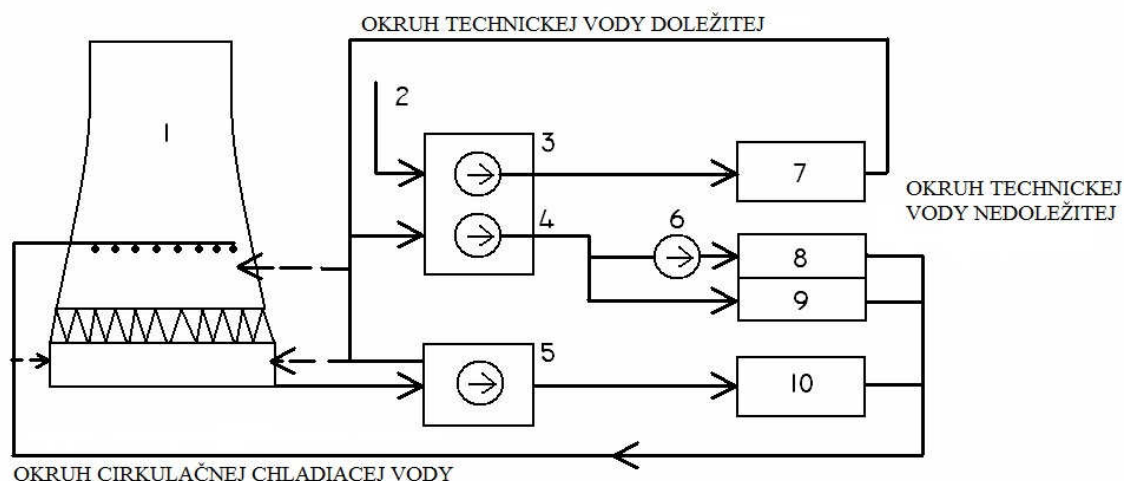 OKRUH TECHNICKEJ VODY DOLEŽITEJ
1
2
3
7
OKRUH TECHNICKEJ
VODY NEDOLEŽITEJ
4
6
8
9
5
10
OKRUH CIRKULAČNEJ CHLADIACEJ VODY